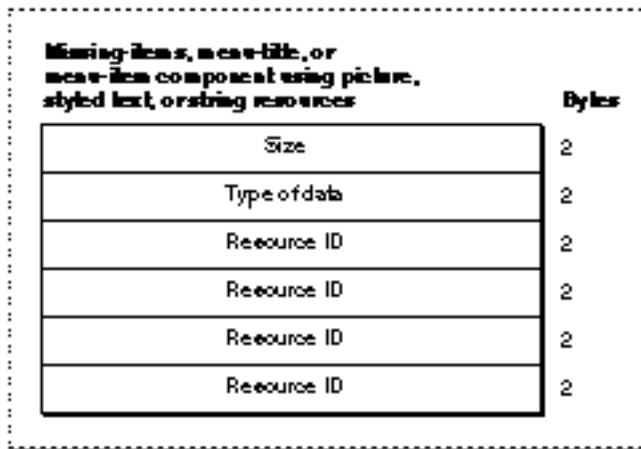 Missing-items, menu-title, or
menu-item component using picture,
styled text, or string resources Bytes
Size 2
Type of data 2
Resource ID 2
Resource ID 2
Resource ID 2
Resource ID 2